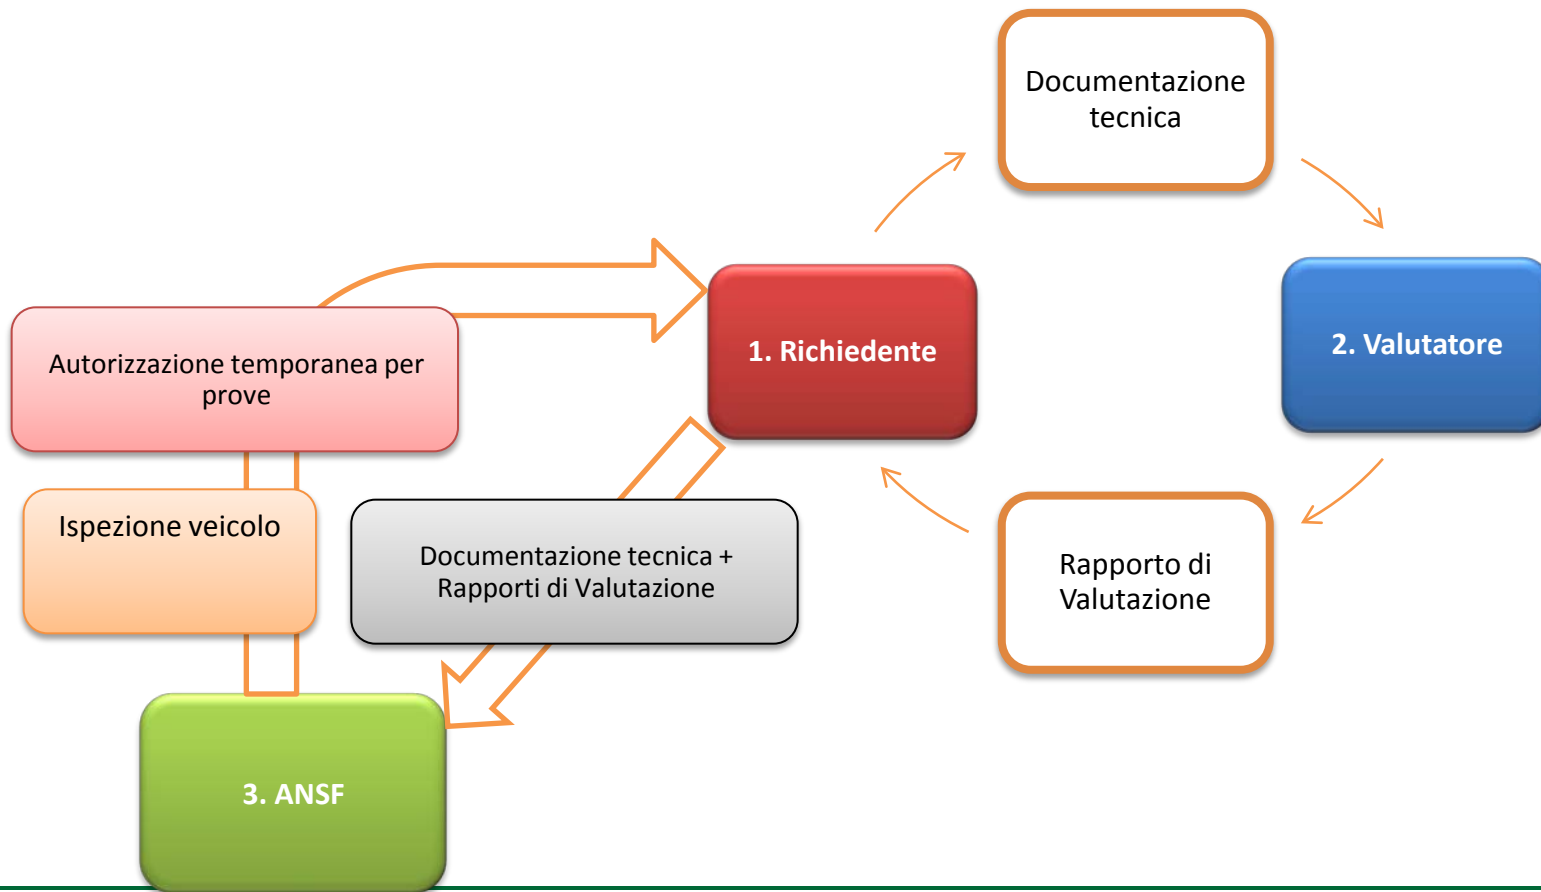 Documentazione
tecnica
1. Richiedente
2. Valutatore
Autorizzazione temporanea per
prove
Ispezione veicolo
Documentazione tecnica +
Rapporti di Valutazione
Rapporto di
Valutazione
3. ANSF